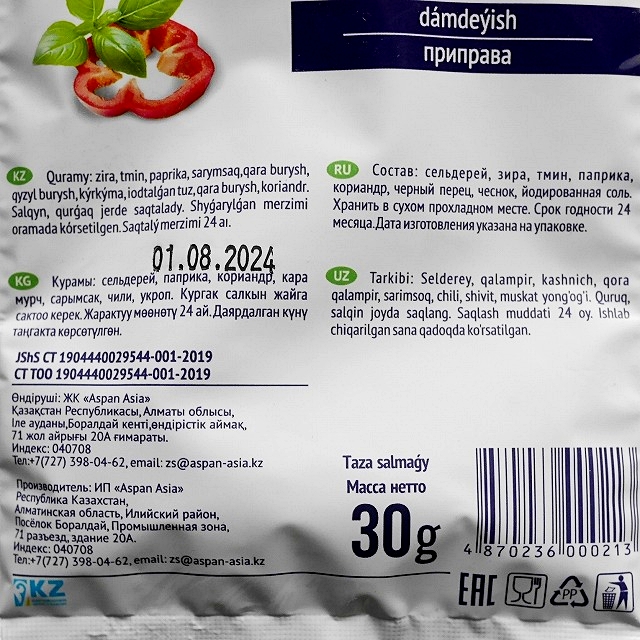 dámdeýish
приправа
KZ Quramy: zira, tmin, paprika, sarymsaq,qara burysh,
qyzyl burysh, kýrkýma, iodtalǵan tuz, qara burysh, koriandr.
Salqyn, qurǵaq jerde saqtalady. Shyǵarylǵan merzimi
oramada kórsetilgen. Saqtalý merzimi 24 aı.
01.08.2024
KG Курамы: сельдерей, паприка, кориандр, кара
мурч, сарымсак, чили, укроп. Кургак салкын жайга
сактоо керек. Жарактуу мөөнөтү 24 ай. Даярдалган күнү
таңгакта көрсөтүлгөн.
JShS CT 1904440029544-001-2019
СТ ТОО 1904440029544-001-2019
Өндіруші: ЖК «Aspan Asia»
Қазақстан Республикасы, Алматы облысы,
Іле ауданы, Боралдай кенті,өндірістік аймақ,
71 жол айрығы 20А ғимараты.
Индекс: 040708
Тел:+7(727) 398-04-62, email: zs@aspan-asia.kz
Производитель: ИП «Aspan Asia»
Республика Казахстан,
Алматинская область, Илийский район,
Посёлок Боралдай, Промышленная зона,
71 разъезд, здание 20А.
Индекс: 040708
Тел:+7(727) 398-04-62, email: zs@aspan-asia.kz
KZ
RU Состав: сельдерей, зира, тмин, паприка,
кориандр, черный перец, чеснок, йодированная соль.
Хранить в сухом прохладном месте. Срок годности 24
месяца.Дата изготовления указана на упаковке.
UZ Tarkibi: Selderey, qalampir, kashnich, qora
qalampir, sarimsoq, chili, shivit, muskat yong'og'i. Quruq,
salqin joyda saqlang. Saqlash muddati 24 oy. Ishlab
chiqarilgan sana qadoqda ko'rsatilgan.
Taza salmaǵy
Масса нетто
30g
4 870236 000213
EAC
PP